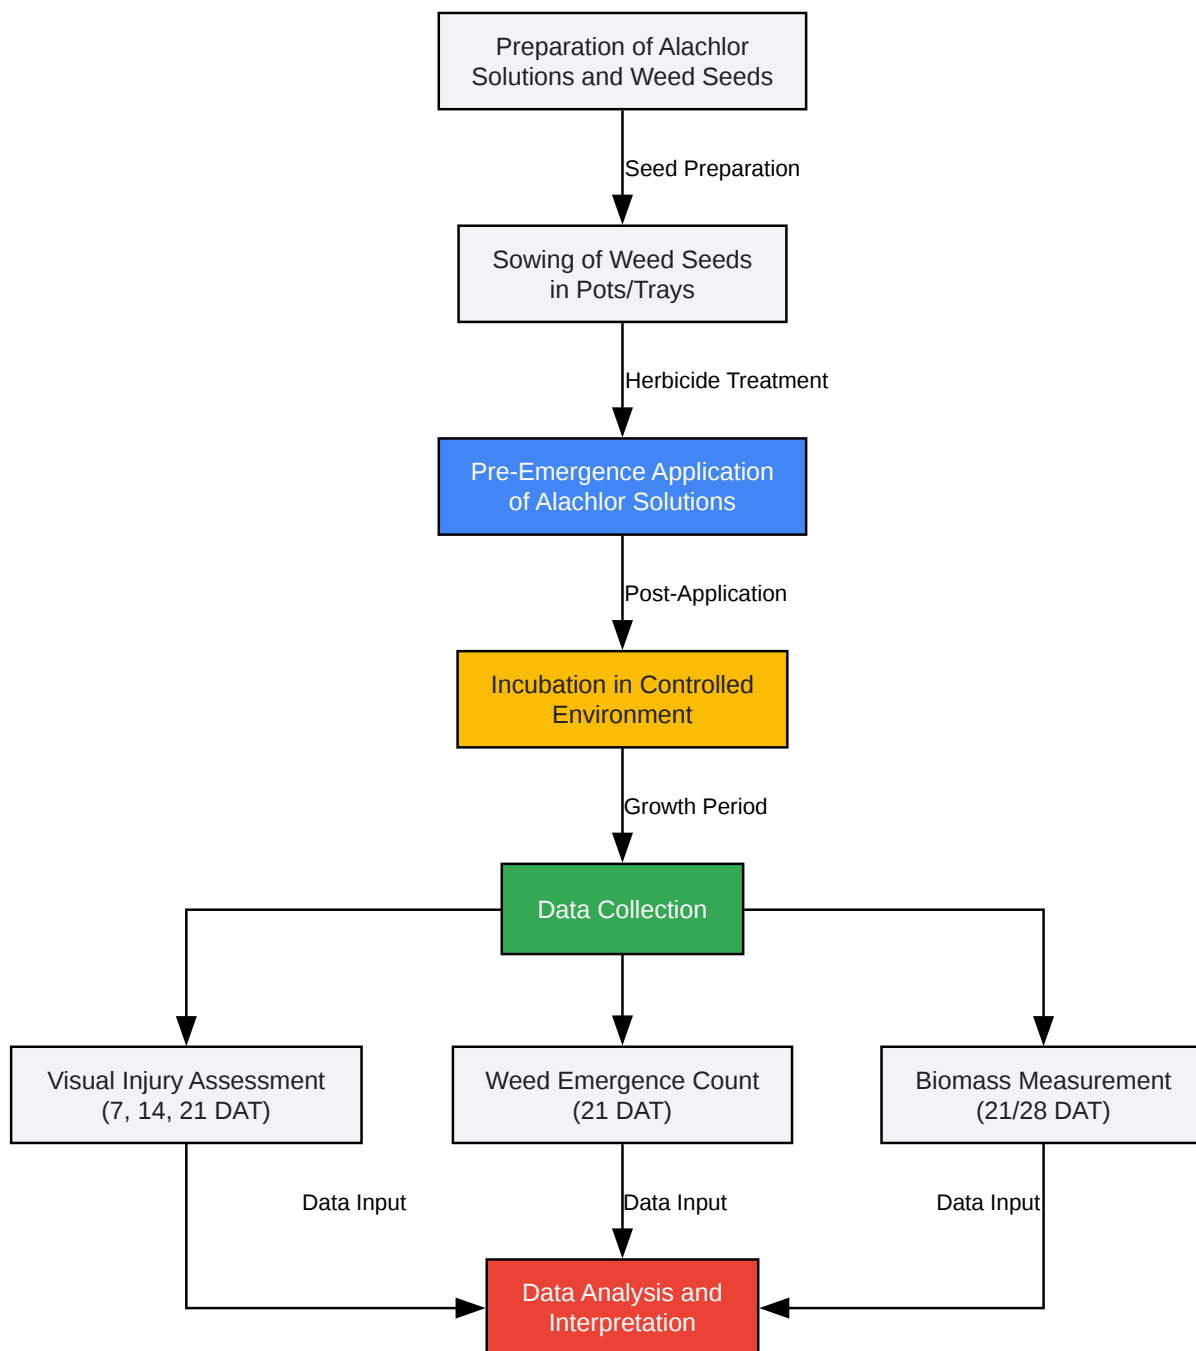 Preparation of Alachlor
Solutions and Weed Seeds
Seed Preparation
Sowing of Weed Seeds
in Pots/Trays
Herbicide Treatment
Pre-Emergence Application
of Alachlor Solutions
Post-Application
Incubation in Controlled
Environment
Growth Period
Data Collection
Visual Injury Assessment
(7, 14, 21 DAT)
Weed Emergence Count
(21 DAT)
Biomass Measurement
(21/28 DAT)
Data Input
Data Input
Data Input
Data Analysis and
Interpretation